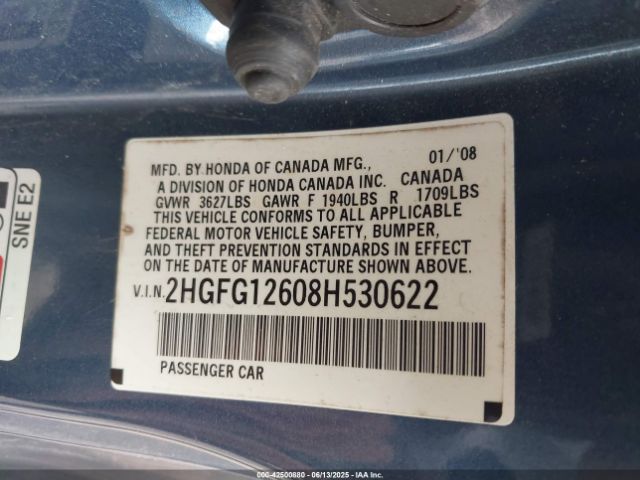 MFD. BY HONDA OF CANADA MFG., 01/'08
A DIVISION OF HONDA CANADA INC. CANADA
GVWR 3627LBS GAWR F 1940LBS R 1709LBS
THIS VEHICLE CONFORMS TO ALL APPLICABLE
FEDERAL MOTOR VEHICLE SAFETY, BUMPER,
AND THEFT PREVENTION STANDARDS IN EFFECT
ON THE DATE OF MANUFACTURE SHOWN ABOVE.
V.I.N. 2HGFG12608H530622
PASSENGER CAR
SNE E2
000-42500880 | 06/13/2025 | IAA Inc.